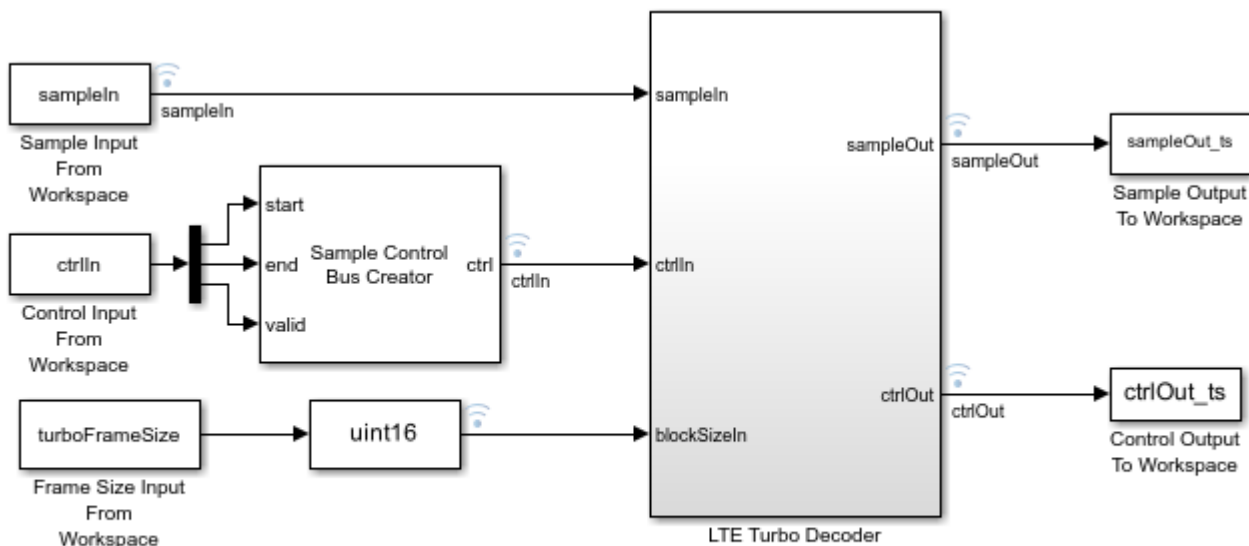 sampleIn
sampleIn
Sample Input
From
Workspace
ctrlIn
Control Input
From
Workspace
start
end
valid
Sample Control
Bus Creator
ctrl
ctrlIn
turboFrameSize
Frame Size Input
From
Workspace
uint16
sampleIn
ctrlIn
blockSizeIn
sampleOut
ctrlOut
LTE Turbo Decoder
sampleOut
sampleOut_ts
Sample Output
To Workspace
ctrlOut
ctrlOut_ts
Control Output
To Workspace